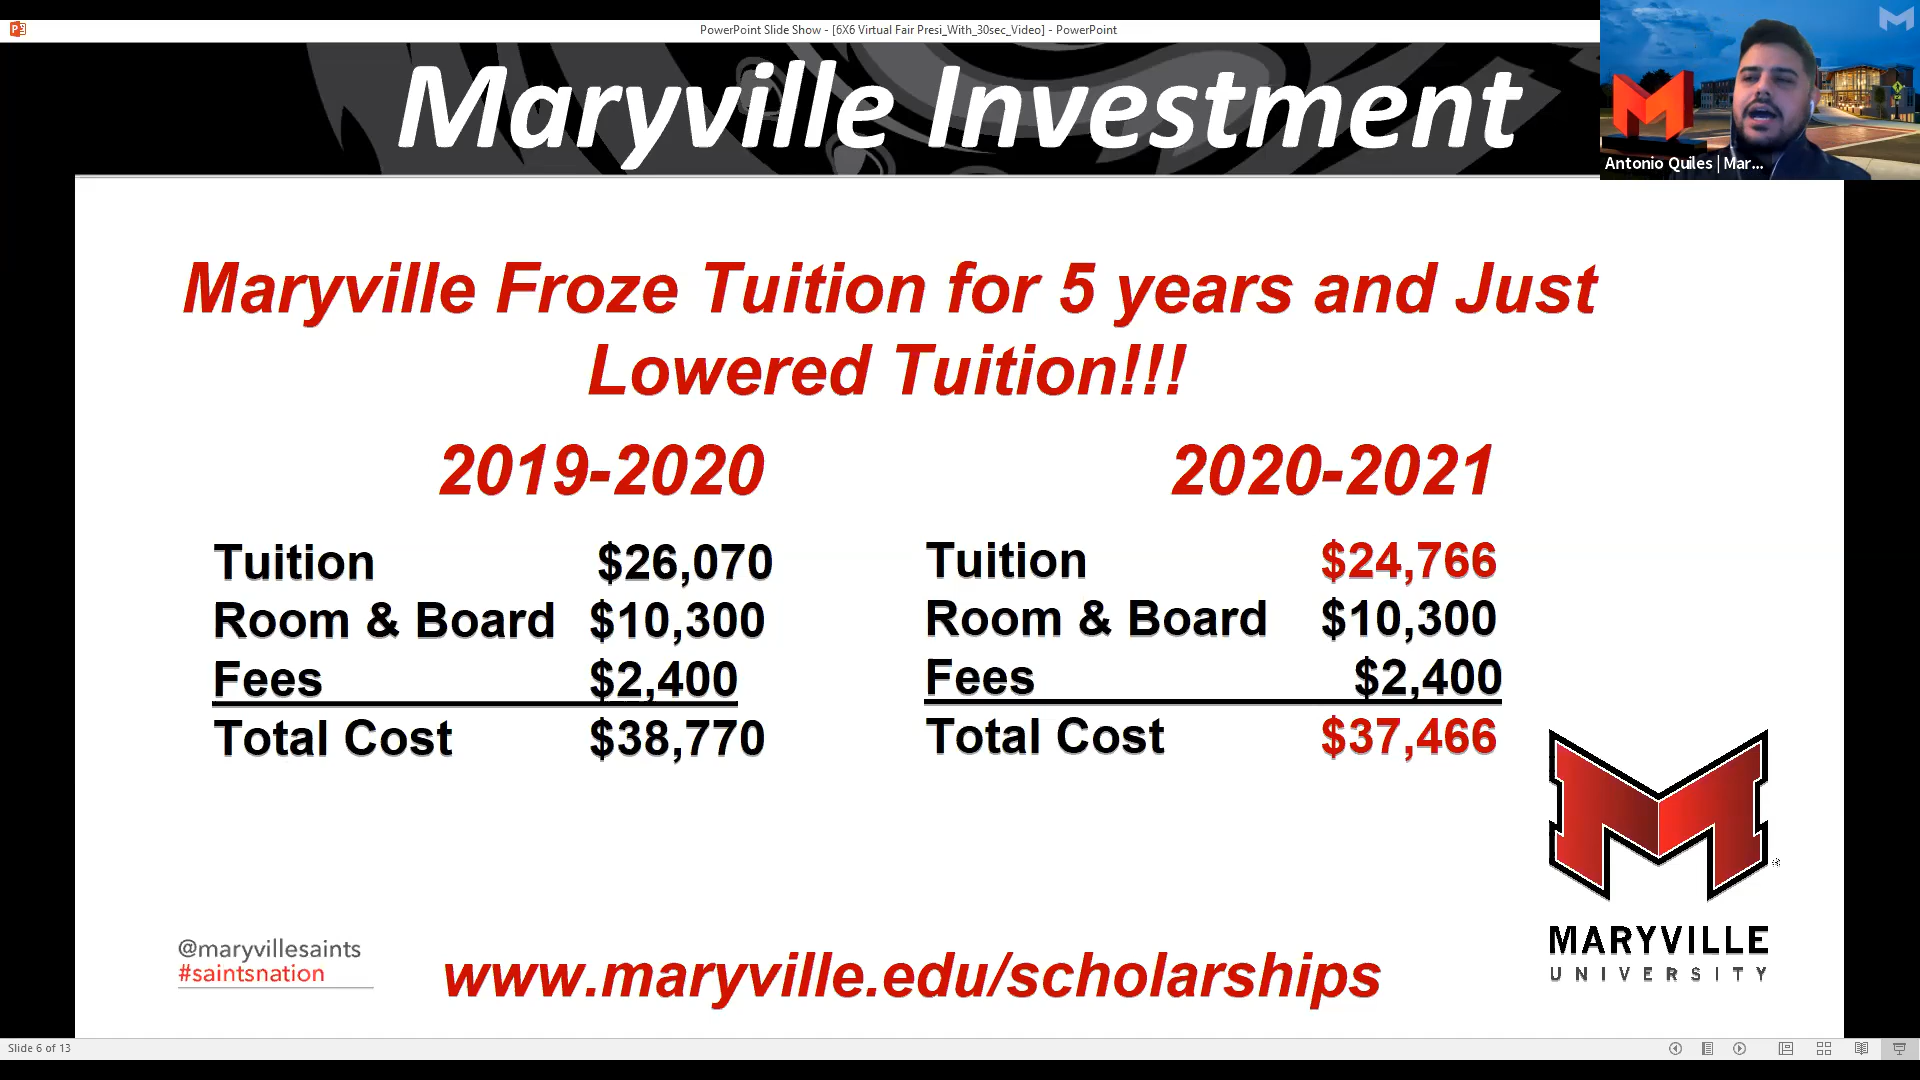 PowerPoint Slide Show - [6X6 Virtual Fair Presi_With_30sec_Video] - PowerPoint
Maryville Investment
Antonio Quiles | Mar...
Maryville Froze Tuition for 5 years and Just
Lowered Tuition!!!
2019-2020
Tuition $26,070
Room & Board $10,300
Fees $2,400
Total Cost $38,770
2020-2021
Tuition $24,766
Room & Board $10,300
Fees $2,400
Total Cost $37,466
MARYVILLE
UNIVERSITY
@maryvillesaints
#saintsnation
www.maryville.edu/scholarships
Slide 6 of 13